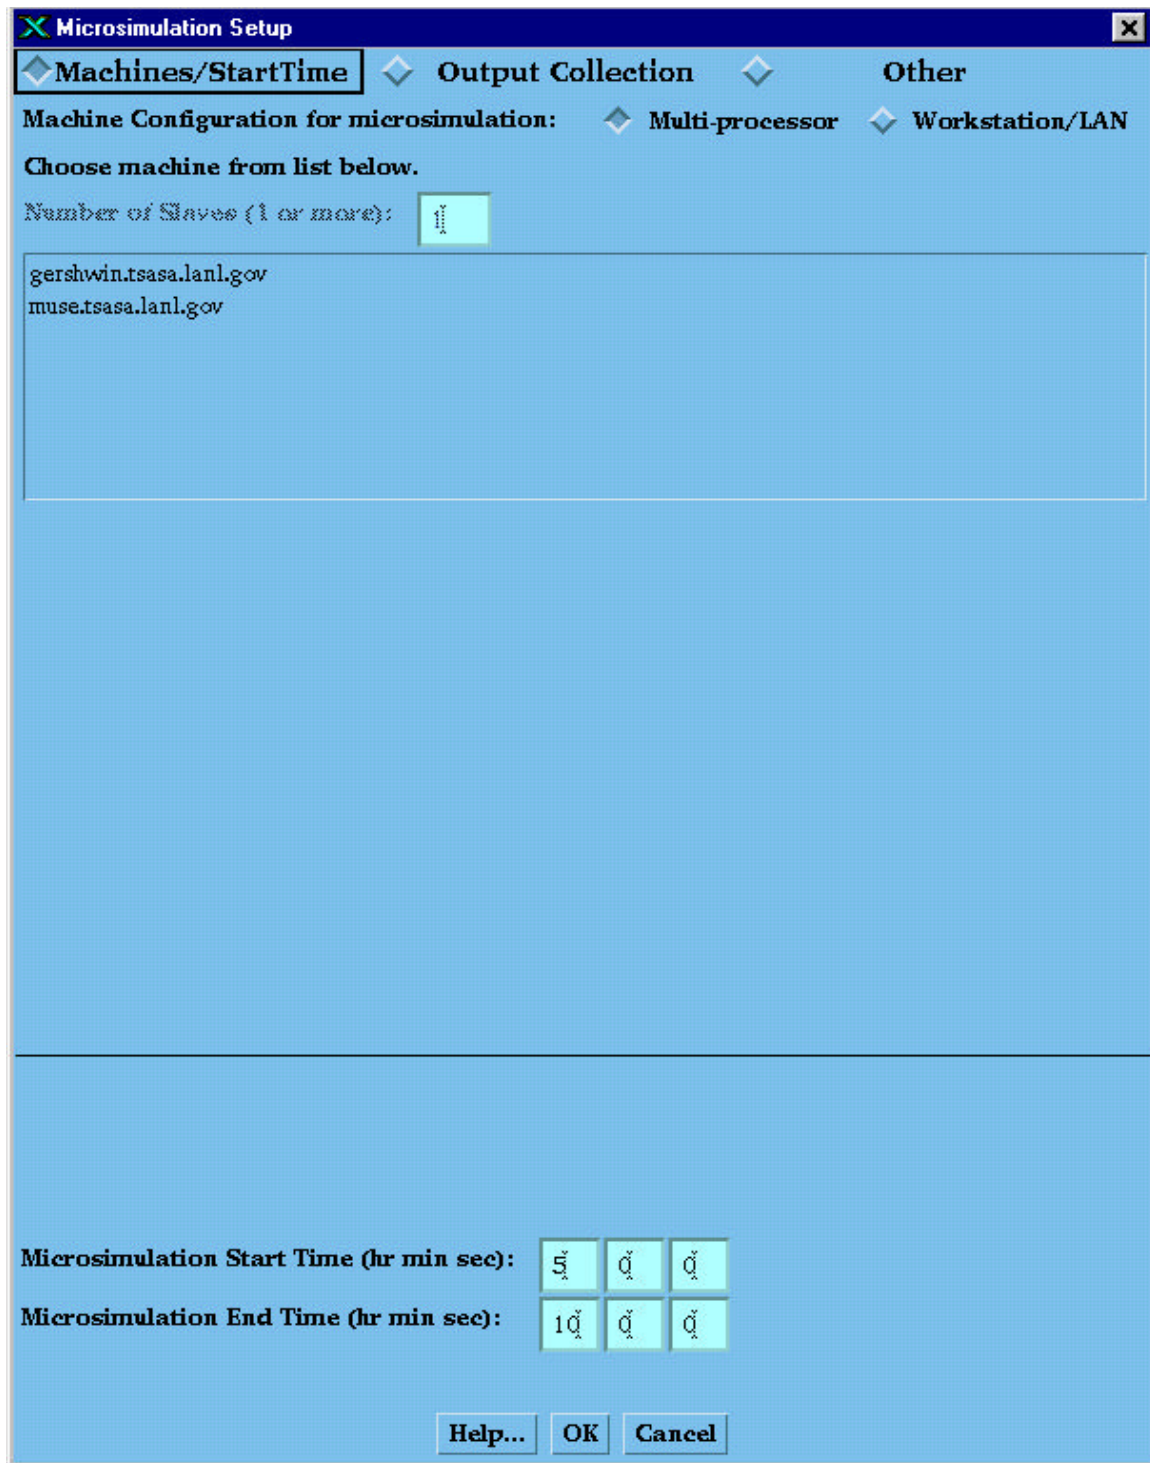 Microsimulation Setup
Machines/StartTime Output Collection Other
Machine Configuration for microsimulation: Multi-processor Workstation/LAN
Choose machine from list below.
Number of Slaves (1 or more): 1
gershwin.tsasa.lanl.gov
muse.tsasa.lanl.gov
Microsimulation Start Time (hr min sec): 5 0 0
Microsimulation End Time (hr min sec): 10 0 0
Help... OK Cancel